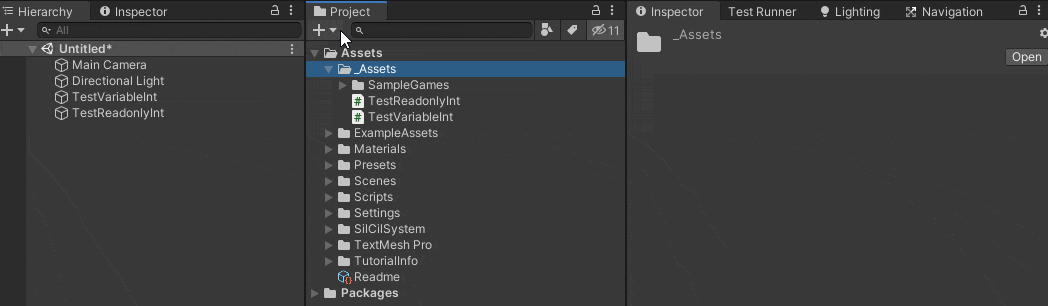 Hierarchy
Inspector
All
Untitled*
Main Camera
Directional Light
TestVariableInt
TestReadonlyInt
Project
11
Assets
_Assets
SampleGames
TestReadonlyInt
TestVariableInt
ExampleAssets
Materials
Presets
Scenes
Scripts
Settings
SilCilSystem
TextMesh Pro
TutorialInfo
Readme
Packages
Inspector
Test Runner
Lighting
Navigation
_Assets
Open